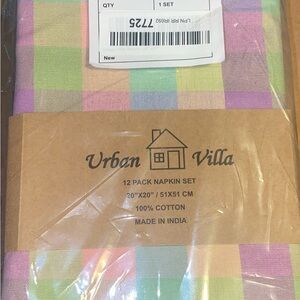 QTY 1 SET
7725
New
Urban Villa
12 PACK NAPKIN SET
20"X20" / 51X51 CM
100% COTTON
MADE IN INDIA